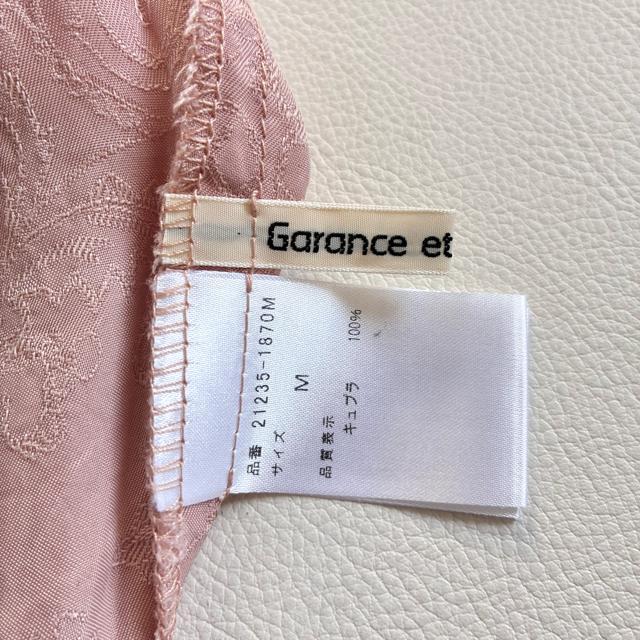 Garance et
品番 21235-1870M
サイズ
M
品質表示
キュプラ 100%